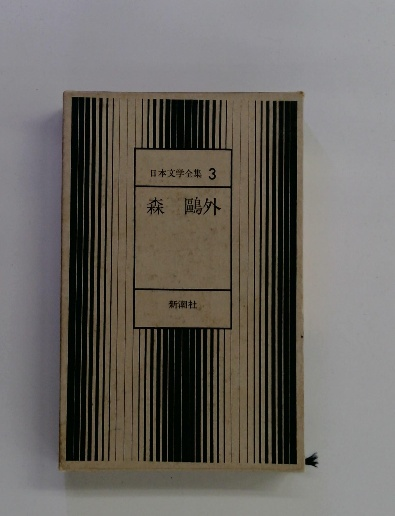 日本文学全集 3
森 鷗外
新潮社